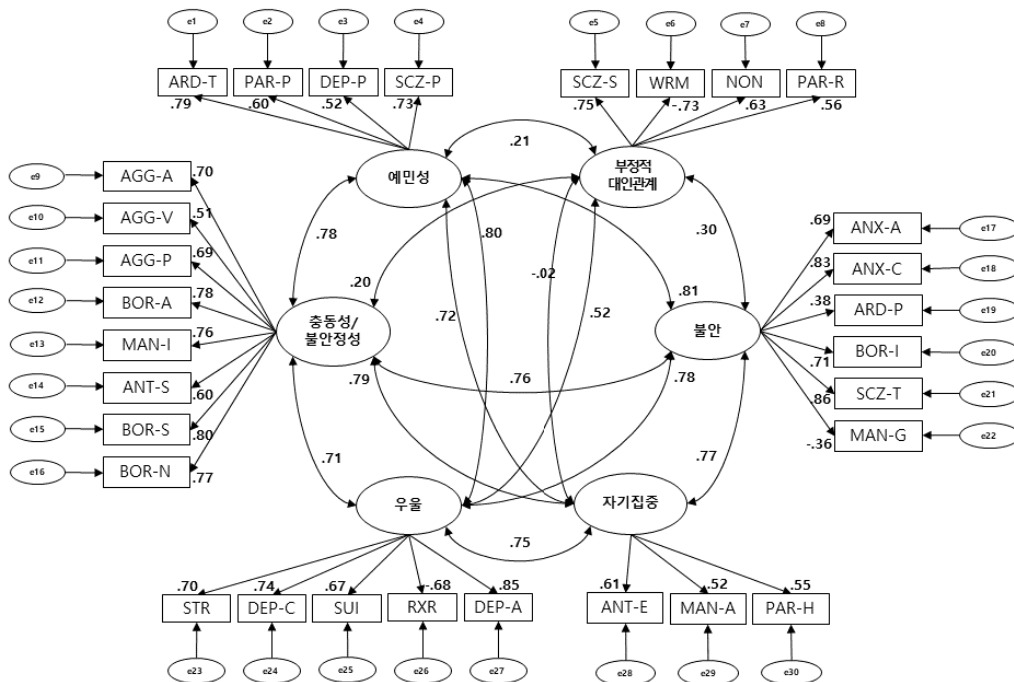 e1 e2 e3 e4 e5 e6 e7 e8
ARD-T PAR-P DEP-P SCZ-P SCZ-S WRM NON PAR-R
.79 .60 .52 .73 .75 -.73 .63 .56
.21
예민성
부정적
대인관계
e9 AGG-A .70
e10 AGG-V .51
e11 AGG-P .69
e12 BOR-A .78
e13 MAN-I .76
e14 ANT-S .60
e15 BOR-S .80
e16 BOR-N .77
.78 .80 .30
.20 -.02 .81
.72 .52
충동성/
불안정성
불안
.79 .76 .78
.69 ANX-A e17
.83 ANX-C e18
.38 ARD-P e19
.71 BOR-I e20
.86 SCZ-T e21
-.36 MAN-G e22
.71 .77
우울 자기집중
.75
.70 .74 .67 -.68 .85 .61 .52 .55
STR DEP-C SUI RXR DEP-A ANT-E MAN-A PAR-H
e23 e24 e25 e26 e27 e28 e29 e30